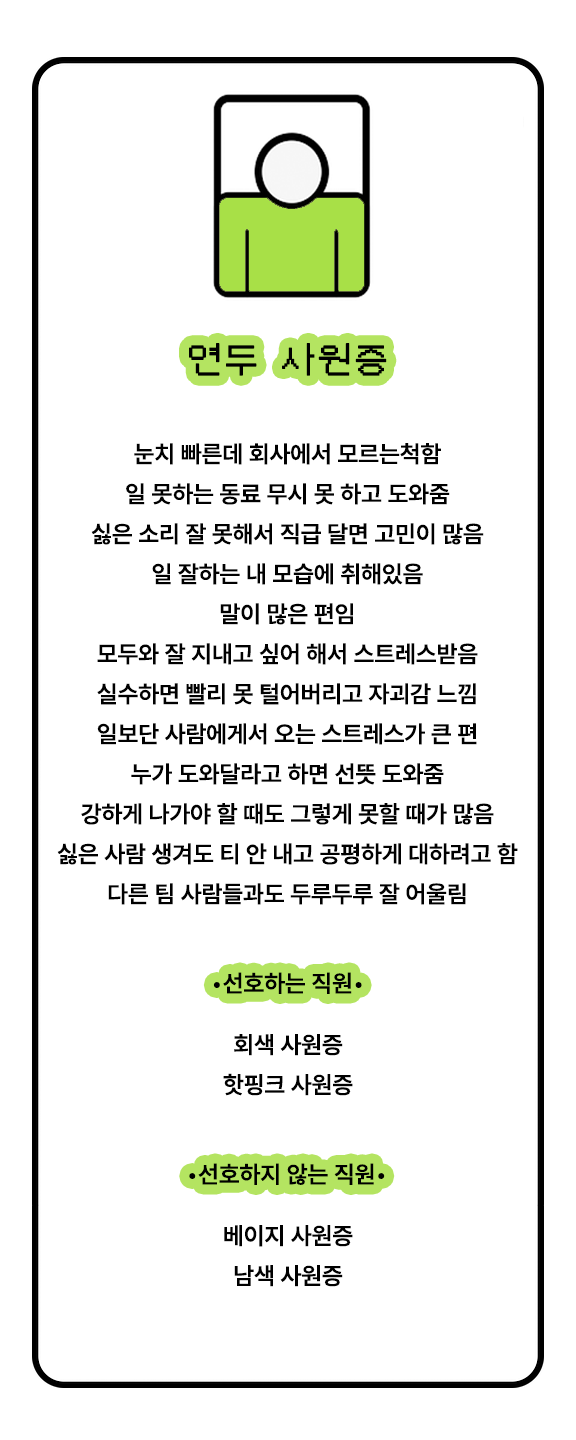 연두 사원증
눈치 빠른데 회사에서 모르는척함
일 못하는 동료 무시 못 하고 도와줌
싫은 소리 잘 못해서 직급 달면 고민이 많음
일 잘하는 내 모습에 취해있음
말이 많은 편임
모두와 잘 지내고 싶어 해서 스트레스받음
실수하면 빨리 못 털어버리고 자괴감 느낌
일보단 사람에게서 오는 스트레스가 큰 편
누가 도와달라고 하면 선뜻 도와줌
강하게 나가야 할 때도 그렇게 못할 때가 많음
싫은 사람 생겨도 티 안 내고 공평하게 대하려고 함
다른 팀 사람들과도 두루두루 잘 어울림
•선호하는 직원•
회색 사원증
핫핑크 사원증
•선호하지 않는 직원•
베이지 사원증
남색 사원증